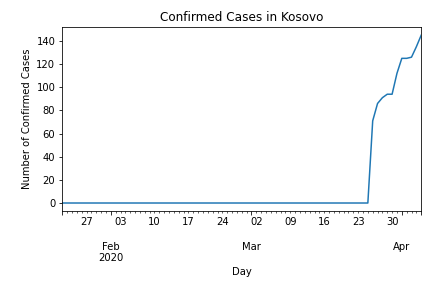 Confirmed Cases in Kosovo
Number of Confirmed Cases
140
120
100
80
60
40
20
0
27 03 10 17 24 02 09 16 23 30
Feb Mar Apr
2020
Day